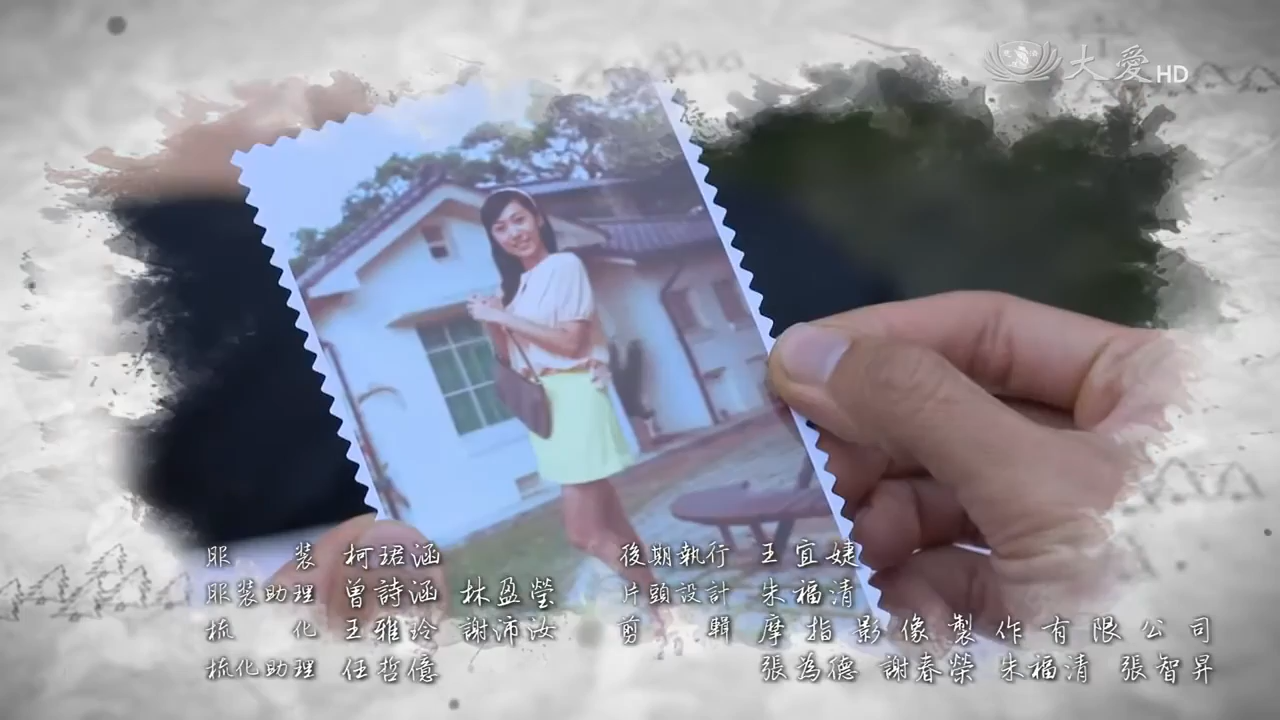 大愛HD
服裝 柯珺涵
服裝助理 曾詩涵 林盈瑩
梳化 王雅玲 謝沛汝
梳化助理 任哲億
後期執行 王宜婕
片頭設計 朱福清
剪輯 摩指影像製作有限公司
張為德 謝春榮 朱福清 張智昇